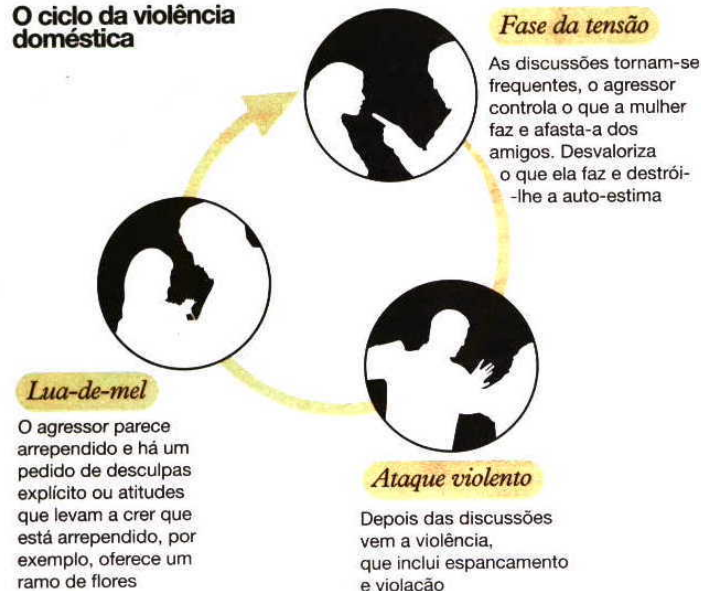 O ciclo da violência
doméstica
Fase da tensão
As discussões tornam-se
frequentes, o agressor
controla o que a mulher
faz e afasta-a dos
amigos. Desvaloriza
o que ela faz e destrói-
-lhe a auto-estima
Ataque violento
Depois das discussões
vem a violência,
que inclui espancamento
e violação
Lua-de-mel
O agressor parece
arrependido e há um
pedido de desculpas
explícito ou atitudes
que levam a crer que
está arrependido, por
exemplo, oferece um
ramo de flores